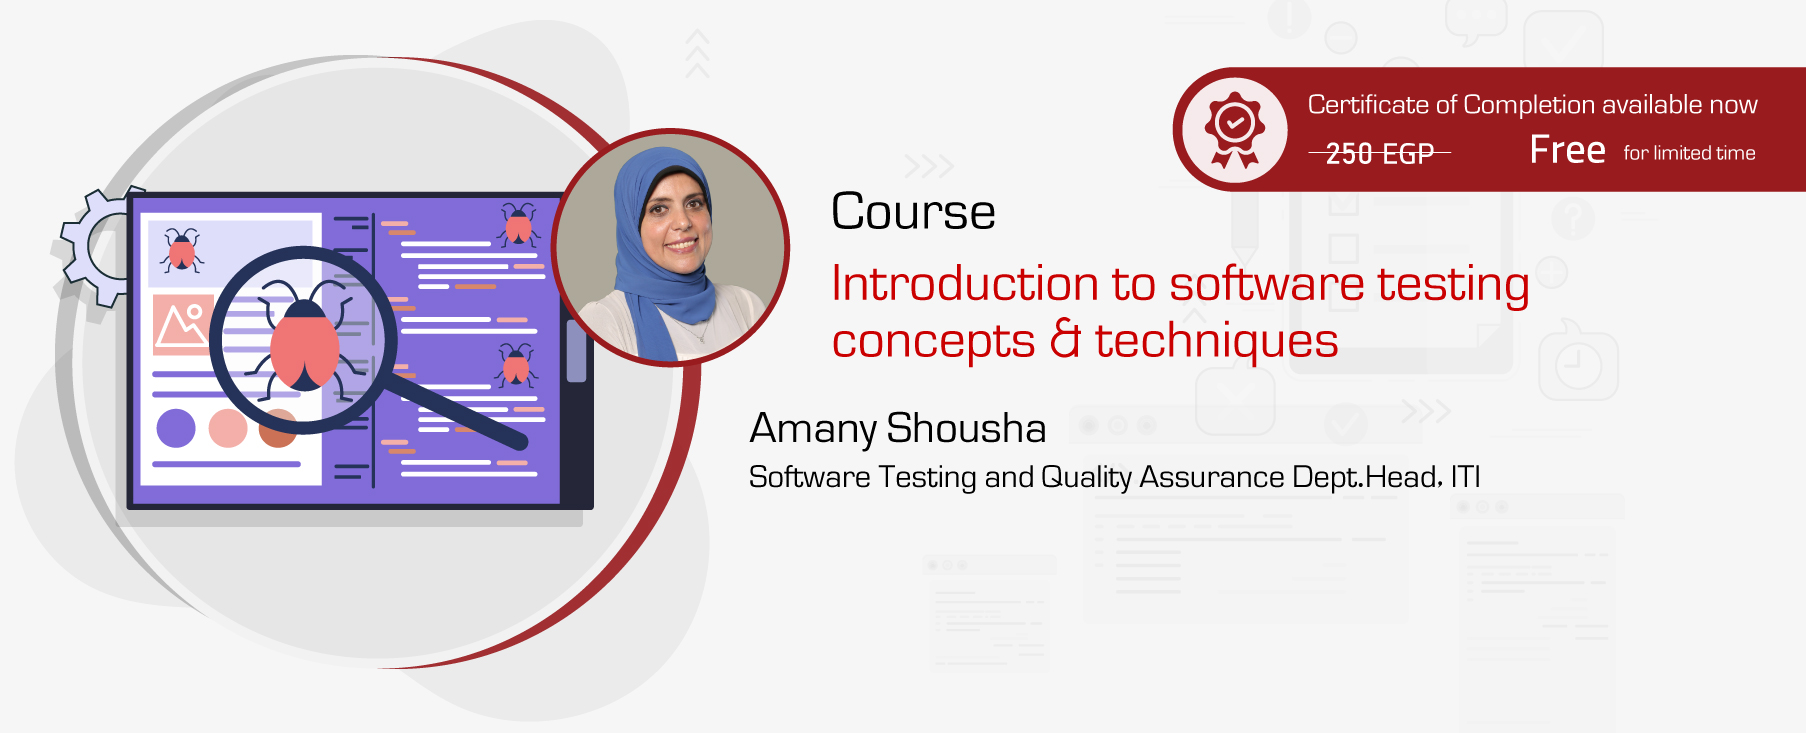 Certificate of Completion available now
250 EGP Free for limited time
Course
Introduction to software testing
concepts & techniques
Amany Shousha
Software Testing and Quality Assurance Dept.Head, ITI